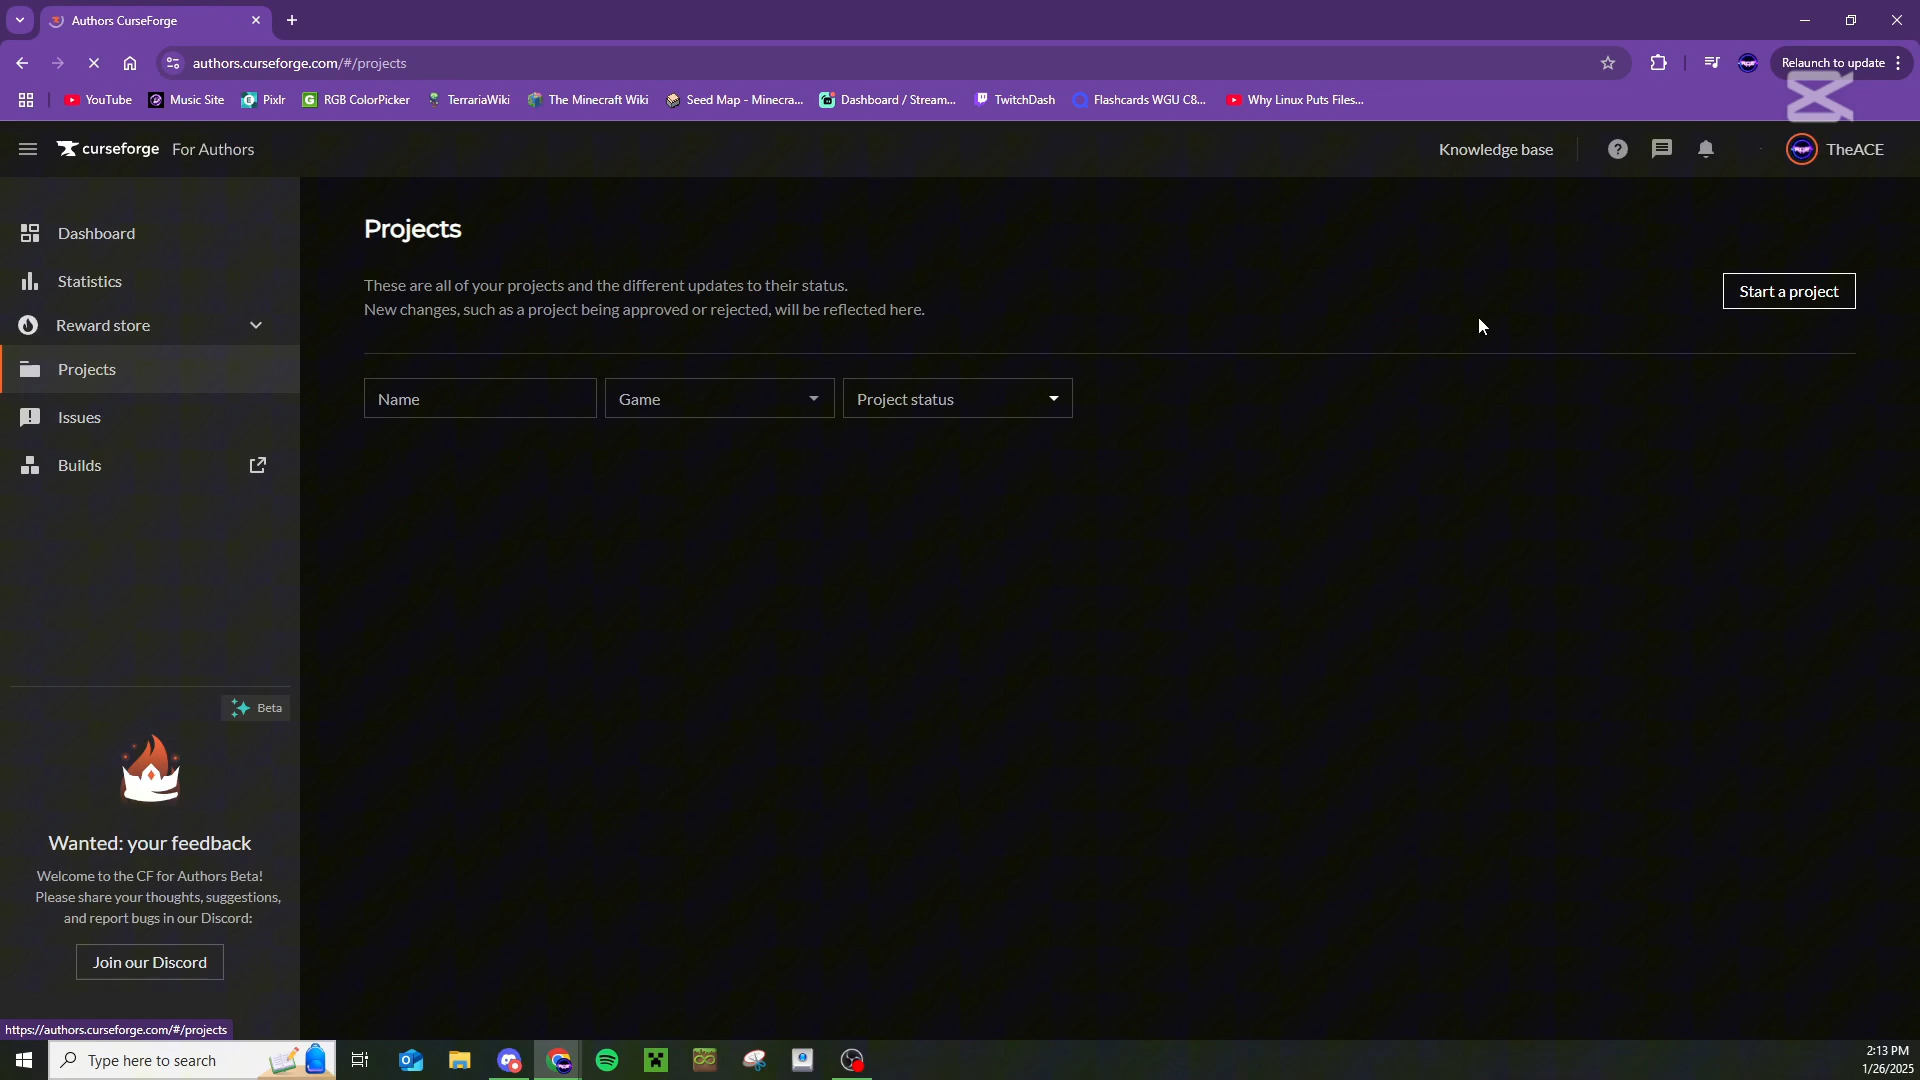 Authors CurseForge
authors.curseforge.com/#/projects
Relaunch to update
YouTube
Music Site
Pixlr
RGB ColorPicker
TerrariaWiki
The Minecraft Wiki
Seed Map - Minecra...
Dashboard / Stream...
TwitchDash
Flashcards WGU C8...
Why Linux Puts Files...
curseforge For Authors
Knowledge base
TheACE
Dashboard
Statistics
Reward store
Projects
Issues
Builds
Projects
These are all of your projects and the different updates to their status.
New changes, such as a project being approved or rejected, will be reflected here.
Start a project
Name
Game
Project status
Beta
Wanted: your feedback
Welcome to the CF for Authors Beta!
Please share your thoughts, suggestions,
and report bugs in our Discord:
Join our Discord
https://authors.curseforge.com/#/projects
Type here to search
2:13 PM
1/26/2025